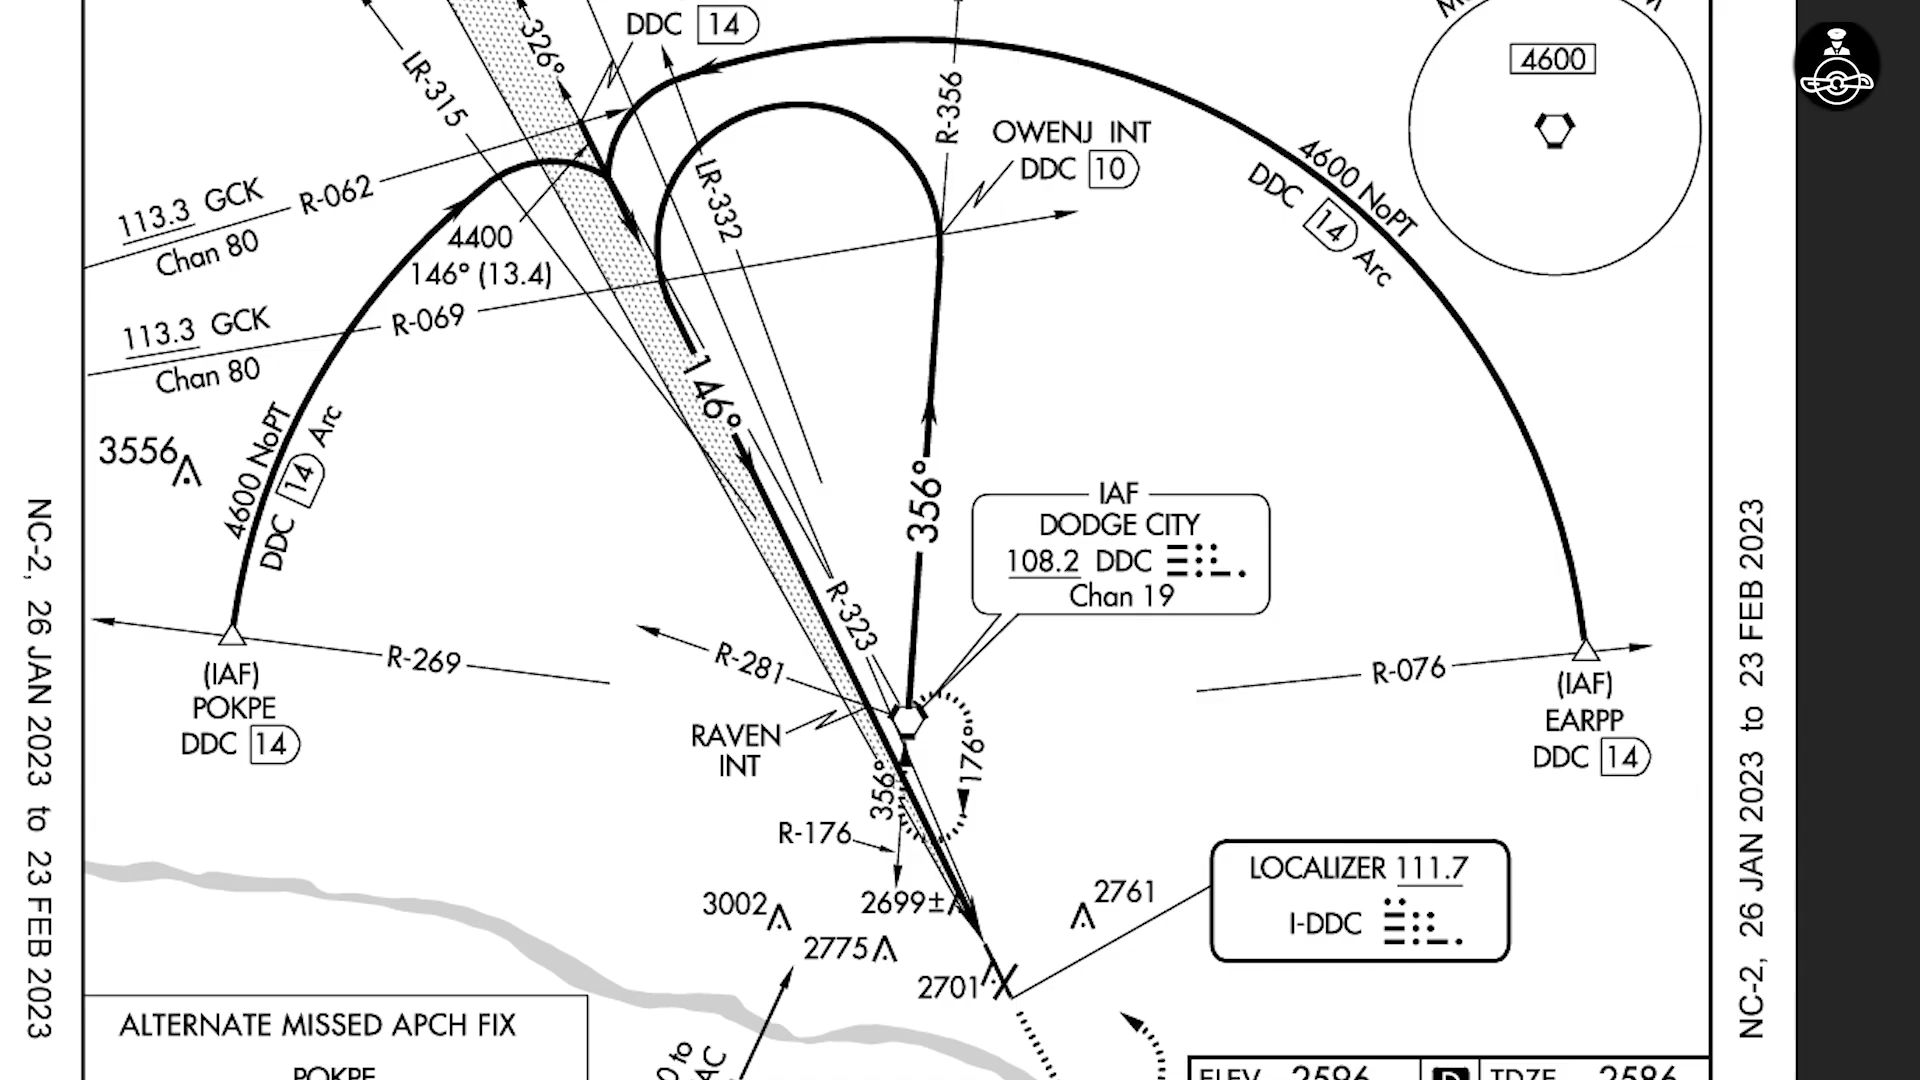 DDC 14
326°
LR-315
R-356
4600
OWENJ INT
DDC 10
4600 NoPT
DDC 14 Arc
113.3 GCK
Chan 80
R-062
LR-332
4400
146° (13.4)
113.3 GCK
Chan 80
R-069
146°
3556
4600 NoPT
DDC 14 Arc
356°
IAF
DODGE CITY
108.2 DDC
Chan 19
R-323
R-269
R-281
R-076
(IAF)
POKPE
DDC 14
(IAF)
EARPP
DDC 14
RAVEN
INT
356°
176°
R-176
3002
2699±
2761
2775
2701
LOCALIZER 111.7
I-DDC
NC-2, 26 JAN 2023 to 23 FEB 2023
NC-2, 26 JAN 2023 to 23 FEB 2023
ALTERNATE MISSED APCH FIX
POKPE
to
ELEV 2596
D TDZE 2586